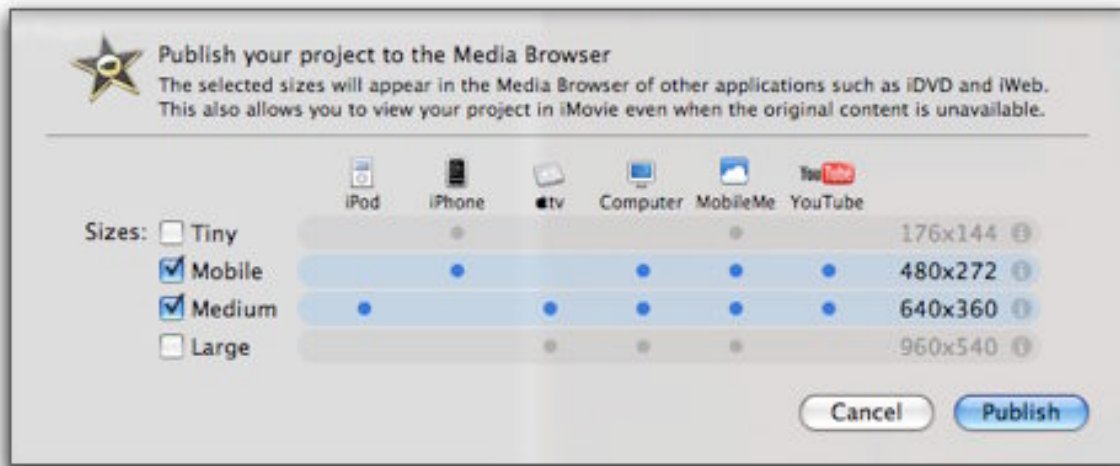 Publish your project to the Media Browser
The selected sizes will appear in the Media Browser of other applications such as iDVD and iWeb.
This also allows you to view your project in iMovie even when the original content is unavailable.
You Tube
iPod iPhone tv Computer MobileMe YouTube
Sizes: Tiny 176x144
Mobile 480x272
Medium 640x360
Large 960x540
Cancel Publish